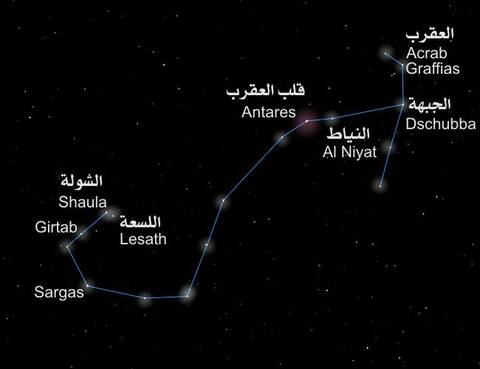 العقرب
Acrab
Graffias
قلب العقرب
Antares
الجبهة
Dschubba
النياط
Al Niyat
الشولة
Shaula
اللسعة
Lesath
Girtab
Sargas